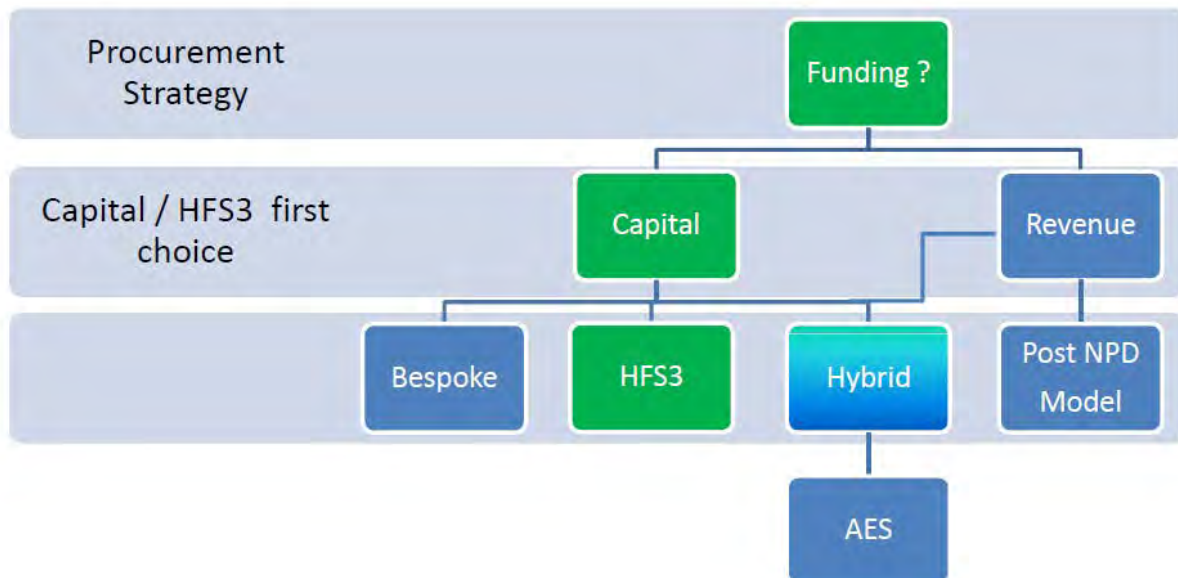 Procurement
Strategy
Funding ?
Capital / HFS3 first
choice
Capital
Revenue
Bespoke
HFS3
Hybrid
Post NPD
Model
AES